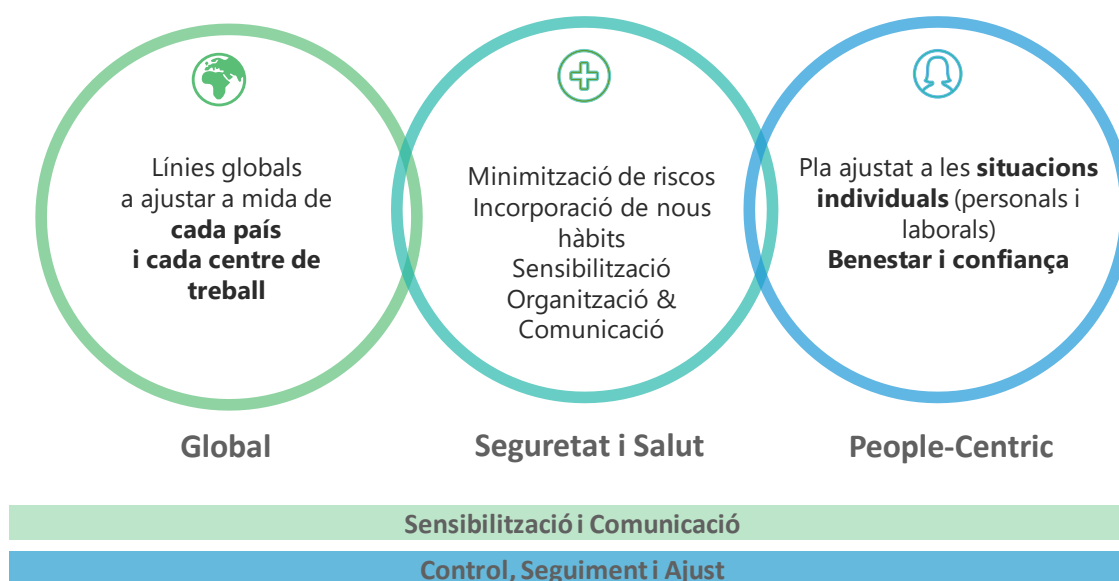 Línies globals
a ajustar a mida de
cada país
i cada centre de
treball
Minimització de riscos
Incorporació de nous
hàbits
Sensibilització
Organització &
Comunicació
Pla ajustat a les situacions
individuals (personals i
laborals)
Benestar i confiança
Global
Seguretat i Salut
People-Centric
Sensibilització i Comunicació
Control, Seguiment i Ajust